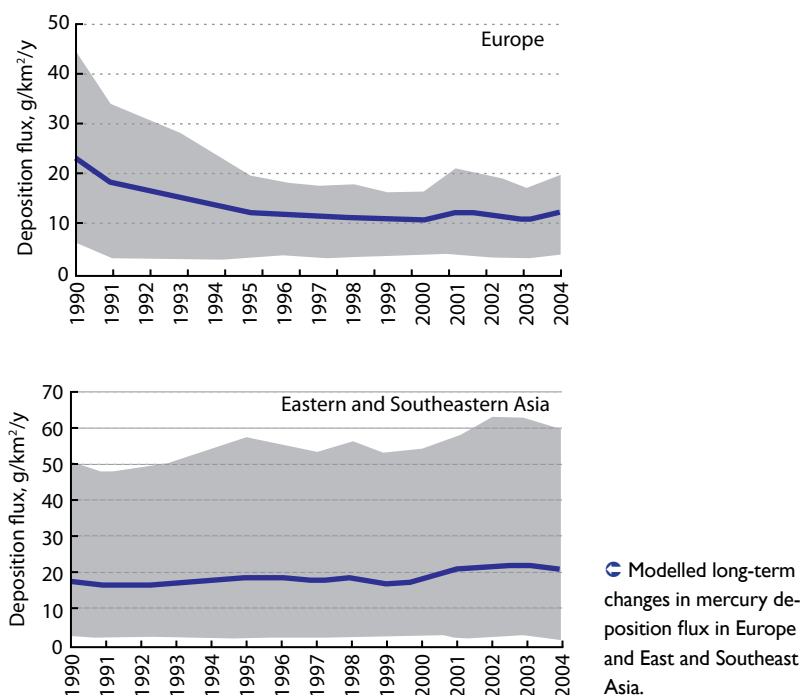 Europe
Deposition flux, g/km²/y
50
40
30
20
10
0
1990 1991 1992 1993 1994 1995 1996 1997 1998 1999 2000 2001 2002 2003 2004
Eastern and Southeastern Asia
Deposition flux, g/km²/y
70
60
50
40
30
20
10
0
1990 1991 1992 1993 1994 1995 1996 1997 1998 1999 2000 2001 2002 2003 2004
Modelled long-term
changes in mercury de-
position flux in Europe
and East and Southeast
Asia.